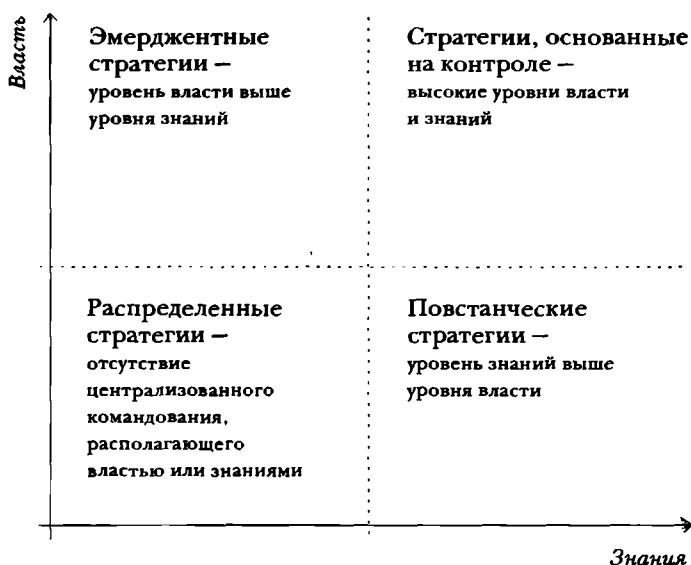 Власть
Эмерджентные
стратегии —
уровень власти выше
уровня знаний
Стратегии, основанные
на контроле —
высокие уровни власти
и знаний
Распределенные
стратегии —
отсутствие
централизованного
командования,
располагающего
властью или знаниями
Повстанческие
стратегии —
уровень знаний выше
уровня власти
Знания